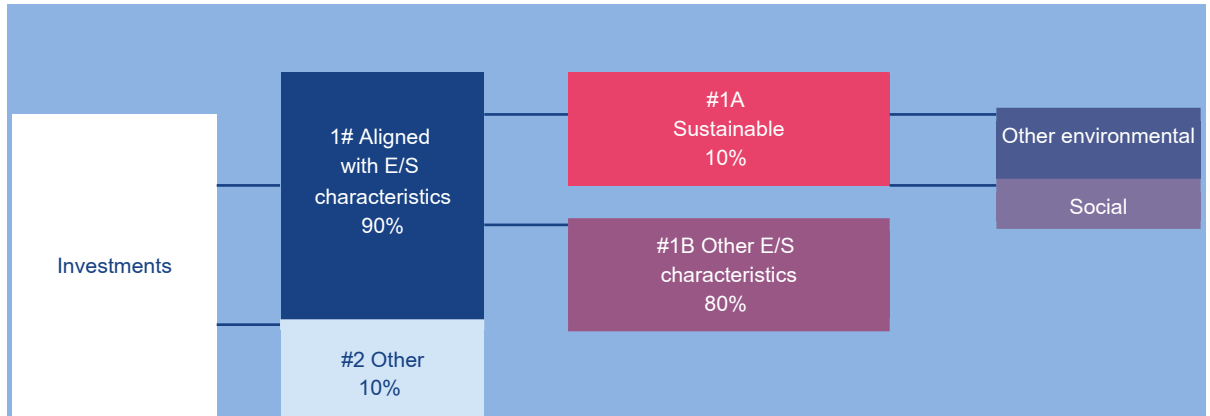 Investments
1# Aligned
with E/S
characteristics
90%
#2 Other
10%
#1A
Sustainable
10%
#1B Other E/S
characteristics
80%
Other environmental
Social